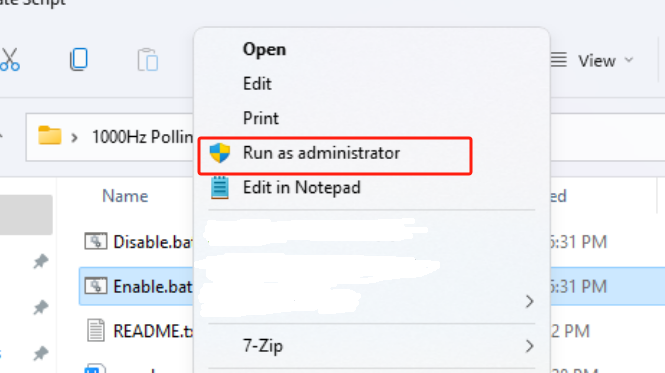 Script
Open
Edit
View
Print
1000Hz Pollin
Run as administrator
Edit in Notepad
Name
ed
Disable.bat
5:31 PM
Enable.bat
5:31 PM
README.tx
2 PM
7-Zip